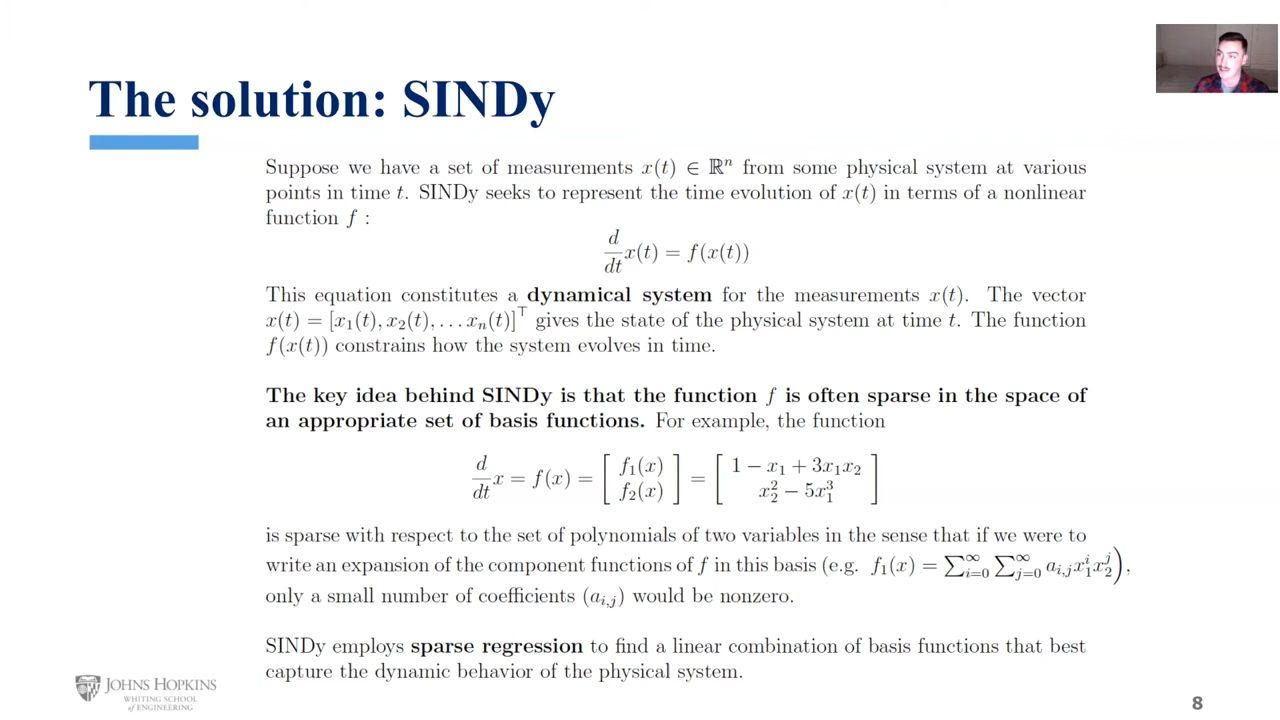 The solution: SINDy
Suppose we have a set of measurements x(t) ∈ ℝⁿ from some physical system at various
points in time t. SINDy seeks to represent the time evolution of x(t) in terms of a nonlinear
function f :
d/dt x(t) = f(x(t))
This equation constitutes a dynamical system for the measurements x(t). The vector
x(t) = [x₁(t), x₂(t), . . . xₙ(t)]^⊤ gives the state of the physical system at time t. The function
f(x(t)) constrains how the system evolves in time.
The key idea behind SINDy is that the function f is often sparse in the space of
an appropriate set of basis functions. For example, the function
d/dt x = f(x) = [ f₁(x) ; f₂(x) ] = [ 1 − x₁ + 3x₁x₂ ; x₂² − 5x₁³ ]
is sparse with respect to the set of polynomials of two variables in the sense that if we were to
write an expansion of the component functions of f in this basis (e.g. f₁(x) = ∑_{i=0}^∞ ∑_{j=0}^∞ a_{i,j} x₁^i x₂^j),
only a small number of coefficients (a_{i,j}) would be nonzero.
SINDy employs sparse regression to find a linear combination of basis functions that best
capture the dynamic behavior of the physical system.
JOHNS HOPKINS
WHITING SCHOOL
of ENGINEERING
8